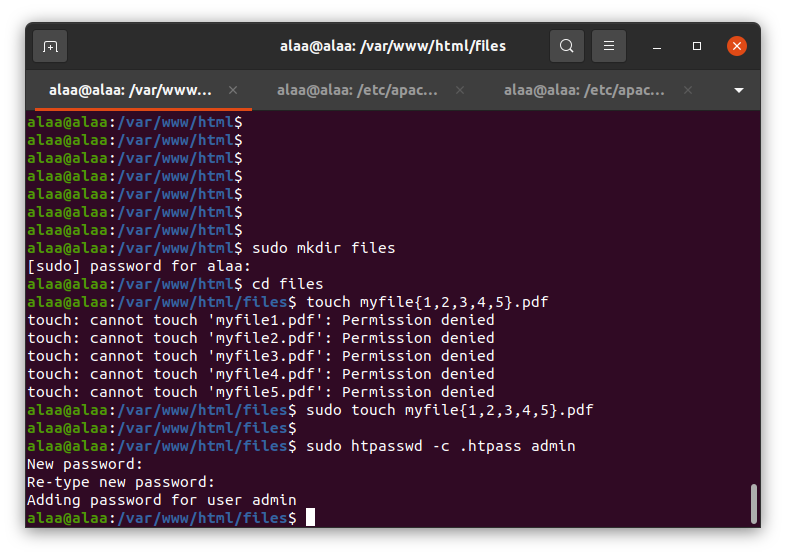 alaa@alaa: /var/www/html/files
alaa@alaa: /var/www... alaa@alaa: /etc/apac... alaa@alaa: /etc/apac...
alaa@alaa:/var/www/html$
alaa@alaa:/var/www/html$
alaa@alaa:/var/www/html$
alaa@alaa:/var/www/html$
alaa@alaa:/var/www/html$
alaa@alaa:/var/www/html$
alaa@alaa:/var/www/html$
alaa@alaa:/var/www/html$ sudo mkdir files
[sudo] password for alaa:
alaa@alaa:/var/www/html$ cd files
alaa@alaa:/var/www/html/files$ touch myfile{1,2,3,4,5}.pdf
touch: cannot touch 'myfile1.pdf': Permission denied
touch: cannot touch 'myfile2.pdf': Permission denied
touch: cannot touch 'myfile3.pdf': Permission denied
touch: cannot touch 'myfile4.pdf': Permission denied
touch: cannot touch 'myfile5.pdf': Permission denied
alaa@alaa:/var/www/html/files$ sudo touch myfile{1,2,3,4,5}.pdf
alaa@alaa:/var/www/html/files$
alaa@alaa:/var/www/html/files$ sudo htpasswd -c .htpass admin
New password:
Re-type new password:
Adding password for user admin
alaa@alaa:/var/www/html/files$